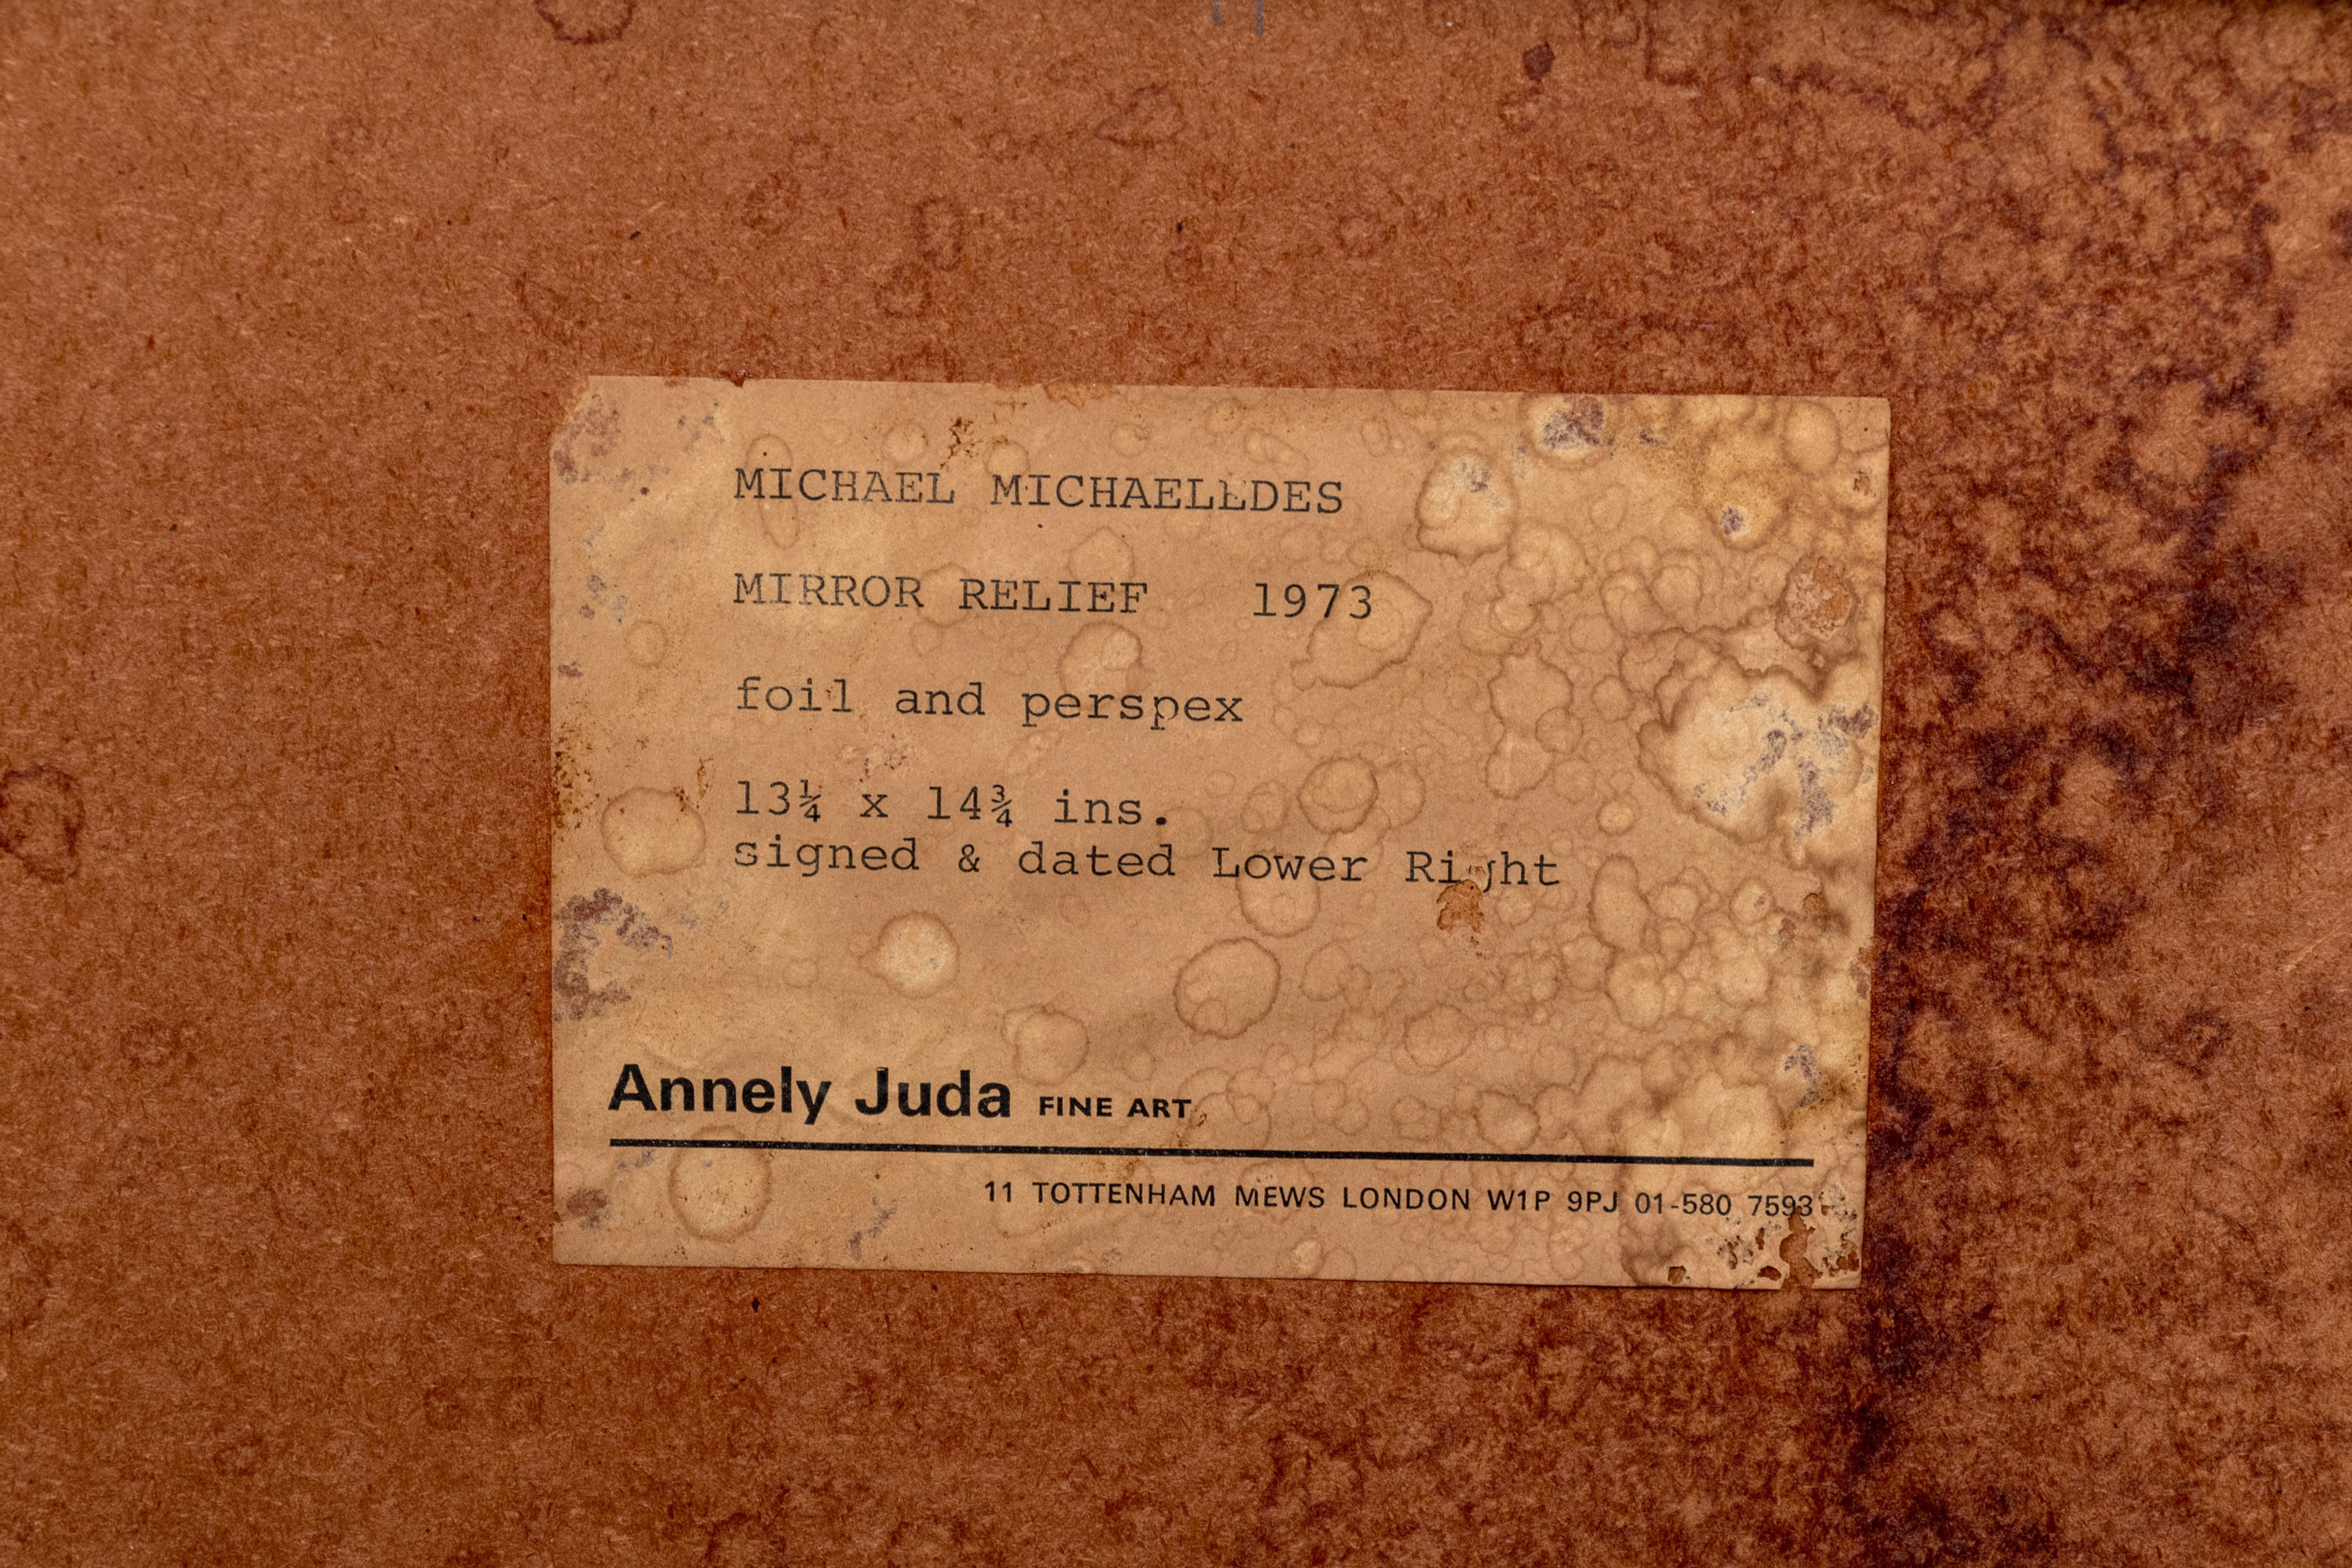 MICHAEL MICHAELEDES
MIRROR RELIEF 1973
foil and perspex
13¼ x 14¾ ins.
signed & dated Lower Right
Annely Juda FINE ART
11 TOTTENHAM MEWS LONDON W1P 9PJ 01-580 7593